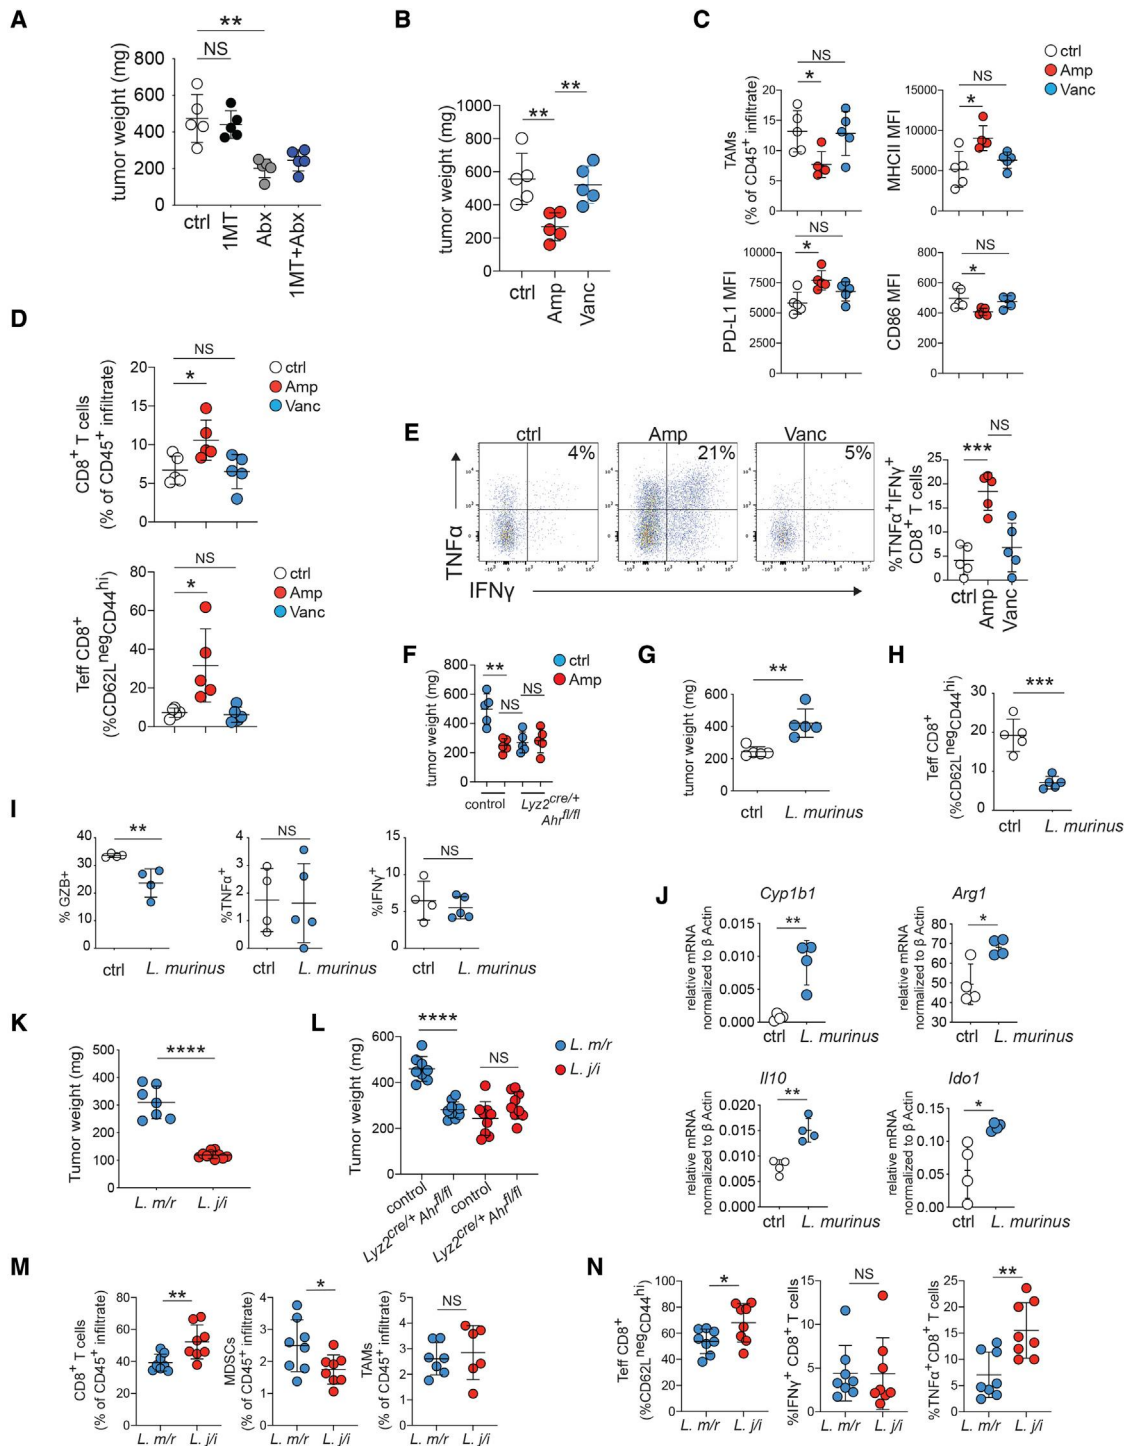 A
**
NS
tumor weight (mg)
800
600
400
200
0
ctrl
1MT
Abx
1MT+Abx
B
**
**
tumor weight (mg)
1000
800
600
400
200
0
ctrl
Amp
Vanc
C
ctrl
Amp
Vanc
NS
*
TAMs
(% of CD45+ infiltrate)
20
15
10
5
0
NS
*
MHCII MFI
15000
10000
5000
0
NS
*
PD-L1 MFI
10000
7500
5000
2500
0
NS
*
CD86 MFI
800
600
400
200
0
D
NS
*
ctrl
Amp
Vanc
CD8+ T cells
(% of CD45+ infiltrate)
20
15
10
5
0
NS
*
ctrl
Amp
Vanc
Teff CD8+
(%CD62LnegCD44hi)
80
60
40
20
0
E
ctrl
Amp
Vanc
4%
21%
5%
TNFα
IFNγ
NS
***
%TNFα+IFNγ+
CD8+ T cells
25
20
15
10
5
0
ctrl
Amp
Vanc
F
ctrl
Amp
**
NS
NS
tumor weight (mg)
800
600
400
200
0
control
Lyz2cre/+
Ahrfl/fl
G
**
tumor weight (mg)
600
400
200
0
ctrl
L. murinus
H
***
Teff CD8+
(%CD62LnegCD44hi)
30
20
10
0
ctrl
L. murinus
I
**
% GZB+
40
30
20
10
0
ctrl
L. murinus
NS
%TNFα+
4
3
2
1
0
ctrl
L. murinus
NS
%IFNγ+
15
10
5
0
ctrl
L. murinus
J
Cyp1b1
**
relative mRNA
normalized to β Actin
0.015
0.010
0.005
0.000
ctrl
L. murinus
Arg1
*
relative mRNA
normalized to β Actin
80
70
60
50
40
30
ctrl
L. murinus
Il10
**
relative mRNA
normalized to β Actin
0.020
0.015
0.010
0.005
0.000
ctrl
L. murinus
Ido1
*
relative mRNA
normalized to β Actin
0.15
0.10
0.05
0.00
ctrl
L. murinus
K
****
Tumor weight (mg)
500
400
300
200
100
0
L. m/r
L. j/i
L
****
NS
L. m/r
L. j/i
Tumor weight (mg)
600
400
200
0
control
Lyz2cre/+ Ahrfl/fl
control
Lyz2cre/+ Ahrfl/fl
M
**
CD8+ T cells
(% of CD45+ infiltrate)
80
60
40
20
0
L. m/r
L. j/i
*
MDSCs
(% of CD45+ infiltrate)
4
3
2
1
0
L. m/r
L. j/i
NS
TAMs
(% of CD45+ infiltrate)
5
4
3
2
1
0
L. m/r
L. j/i
N
*
Teff CD8+
(%CD62LnegCD44hi)
100
80
60
40
20
0
L. m/r
L. j/i
NS
%IFNγ+ CD8+ T cells
15
10
5
0
L. m/r
L. j/i
**
%TNFα+CD8+ T cells
25
20
15
10
5
0
L. m/r
L. j/i